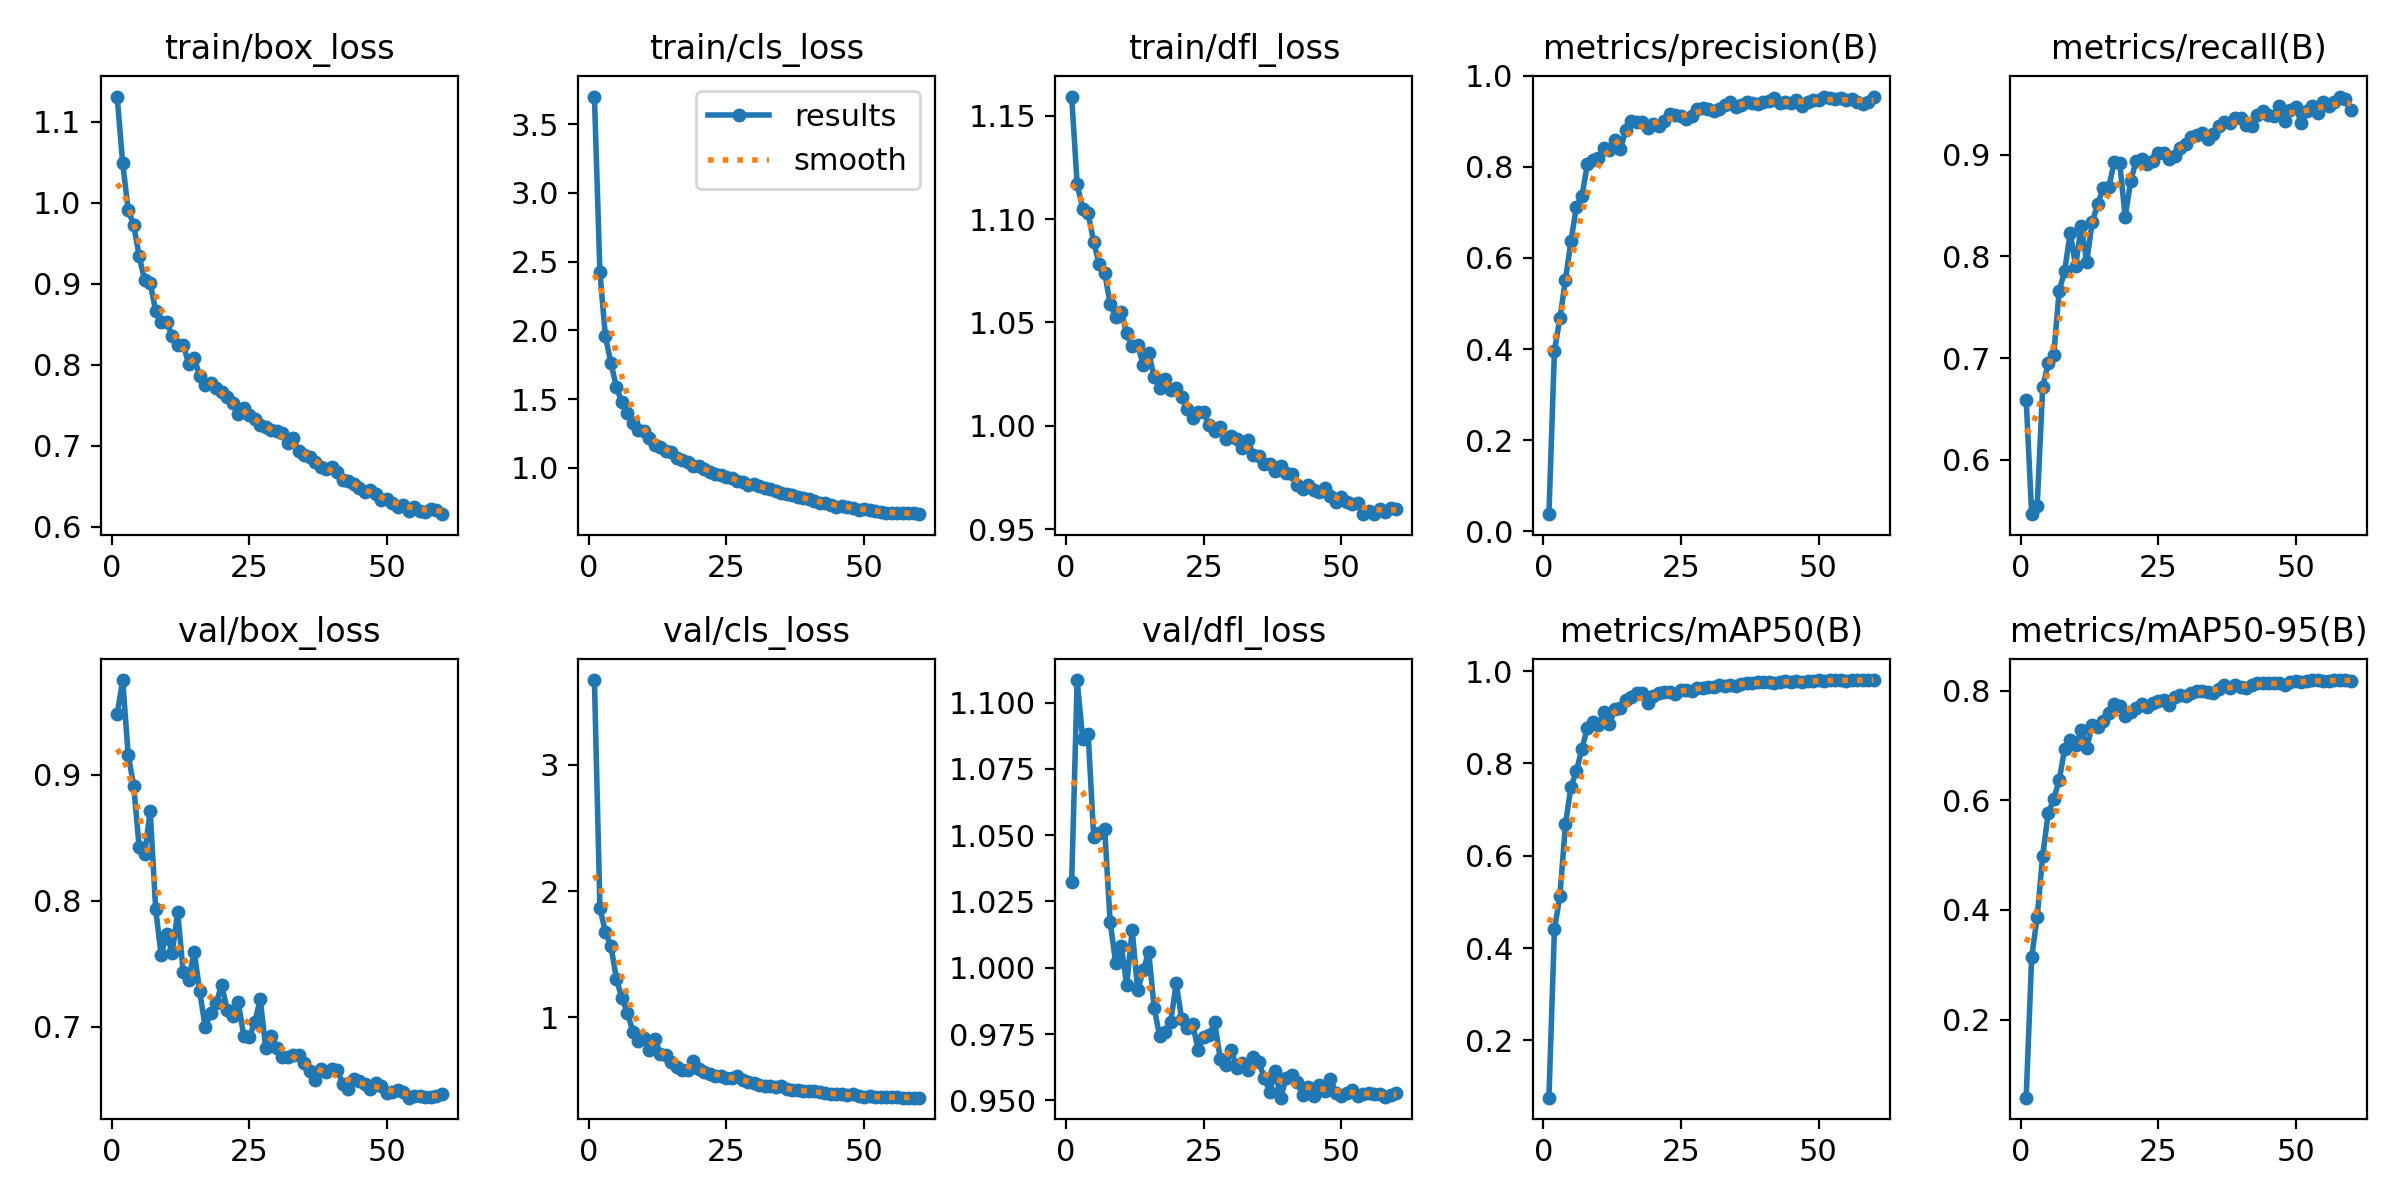 train/box_loss
1.1
1.0
0.9
0.8
0.7
0.6
0 25 50
train/cls_loss
results
smooth
3.5
3.0
2.5
2.0
1.5
1.0
0 25 50
train/dfl_loss
1.15
1.10
1.05
1.00
0.95
0 25 50
metrics/precision(B)
1.0
0.8
0.6
0.4
0.2
0.0
0 25 50
metrics/recall(B)
0.9
0.8
0.7
0.6
0 25 50
val/box_loss
0.9
0.8
0.7
0 25 50
val/cls_loss
3
2
1
0 25 50
val/dfl_loss
1.100
1.075
1.050
1.025
1.000
0.975
0.950
0 25 50
metrics/mAP50(B)
1.0
0.8
0.6
0.4
0.2
0 25 50
metrics/mAP50-95(B)
0.8
0.6
0.4
0.2
0 25 50